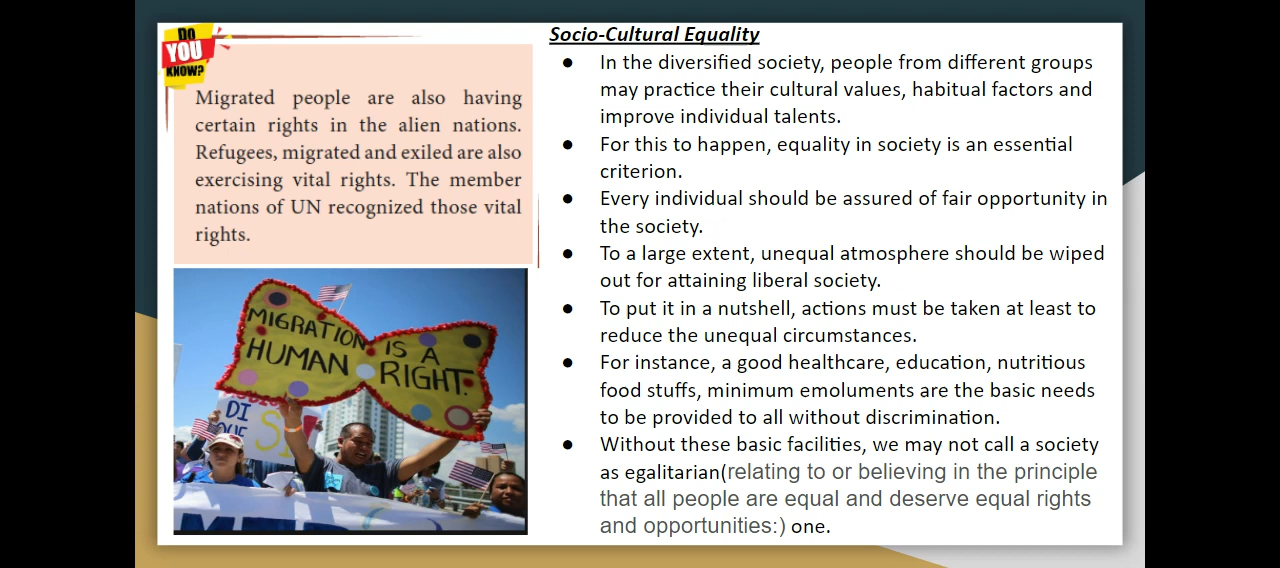 DO
YOU
KNOW?
Migrated people are also having
certain rights in the alien nations.
Refugees, migrated and exiled are also
exercising vital rights. The member
nations of UN recognized those vital
rights.
MIGRATION IS A
HUMAN RIGHT.
DI
QUE
Socio-Cultural Equality
● In the diversified society, people from different groups
may practice their cultural values, habitual factors and
improve individual talents.
● For this to happen, equality in society is an essential
criterion.
● Every individual should be assured of fair opportunity in
the society.
● To a large extent, unequal atmosphere should be wiped
out for attaining liberal society.
● To put it in a nutshell, actions must be taken at least to
reduce the unequal circumstances.
● For instance, a good healthcare, education, nutritious
food stuffs, minimum emoluments are the basic needs
to be provided to all without discrimination.
● Without these basic facilities, we may not call a society
as egalitarian(relating to or believing in the principle
that all people are equal and deserve equal rights
and opportunities:) one.